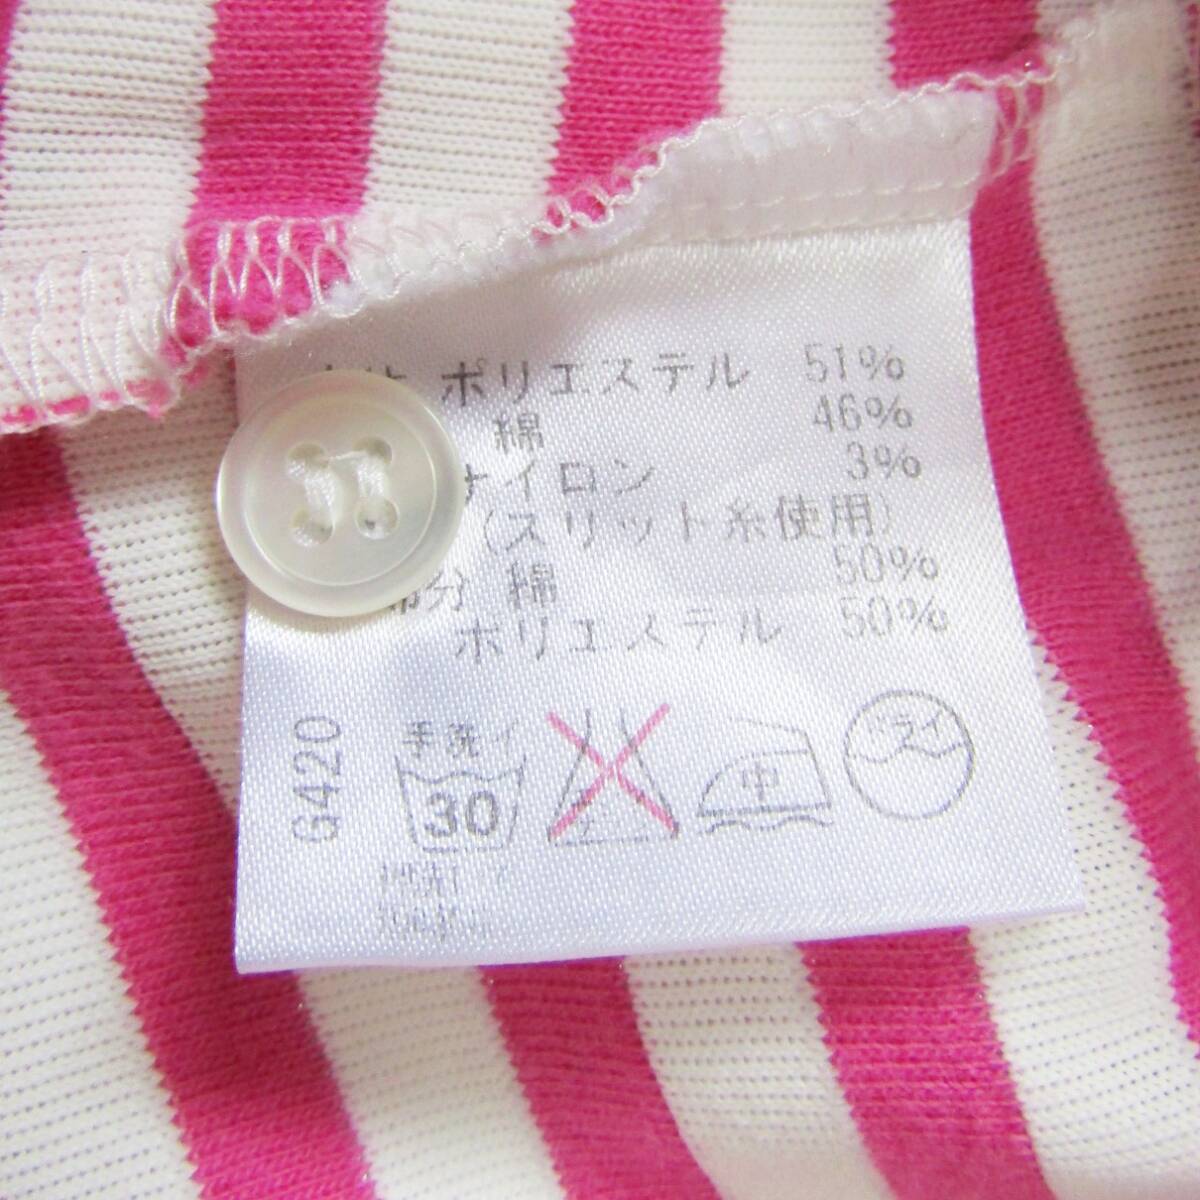 ポリエステル 51%
綿 46%
ナイロン 3%
(スリット糸使用)
部分 綿 50%
ポリエステル 50%
G420
手洗イ
30
中
ドライ